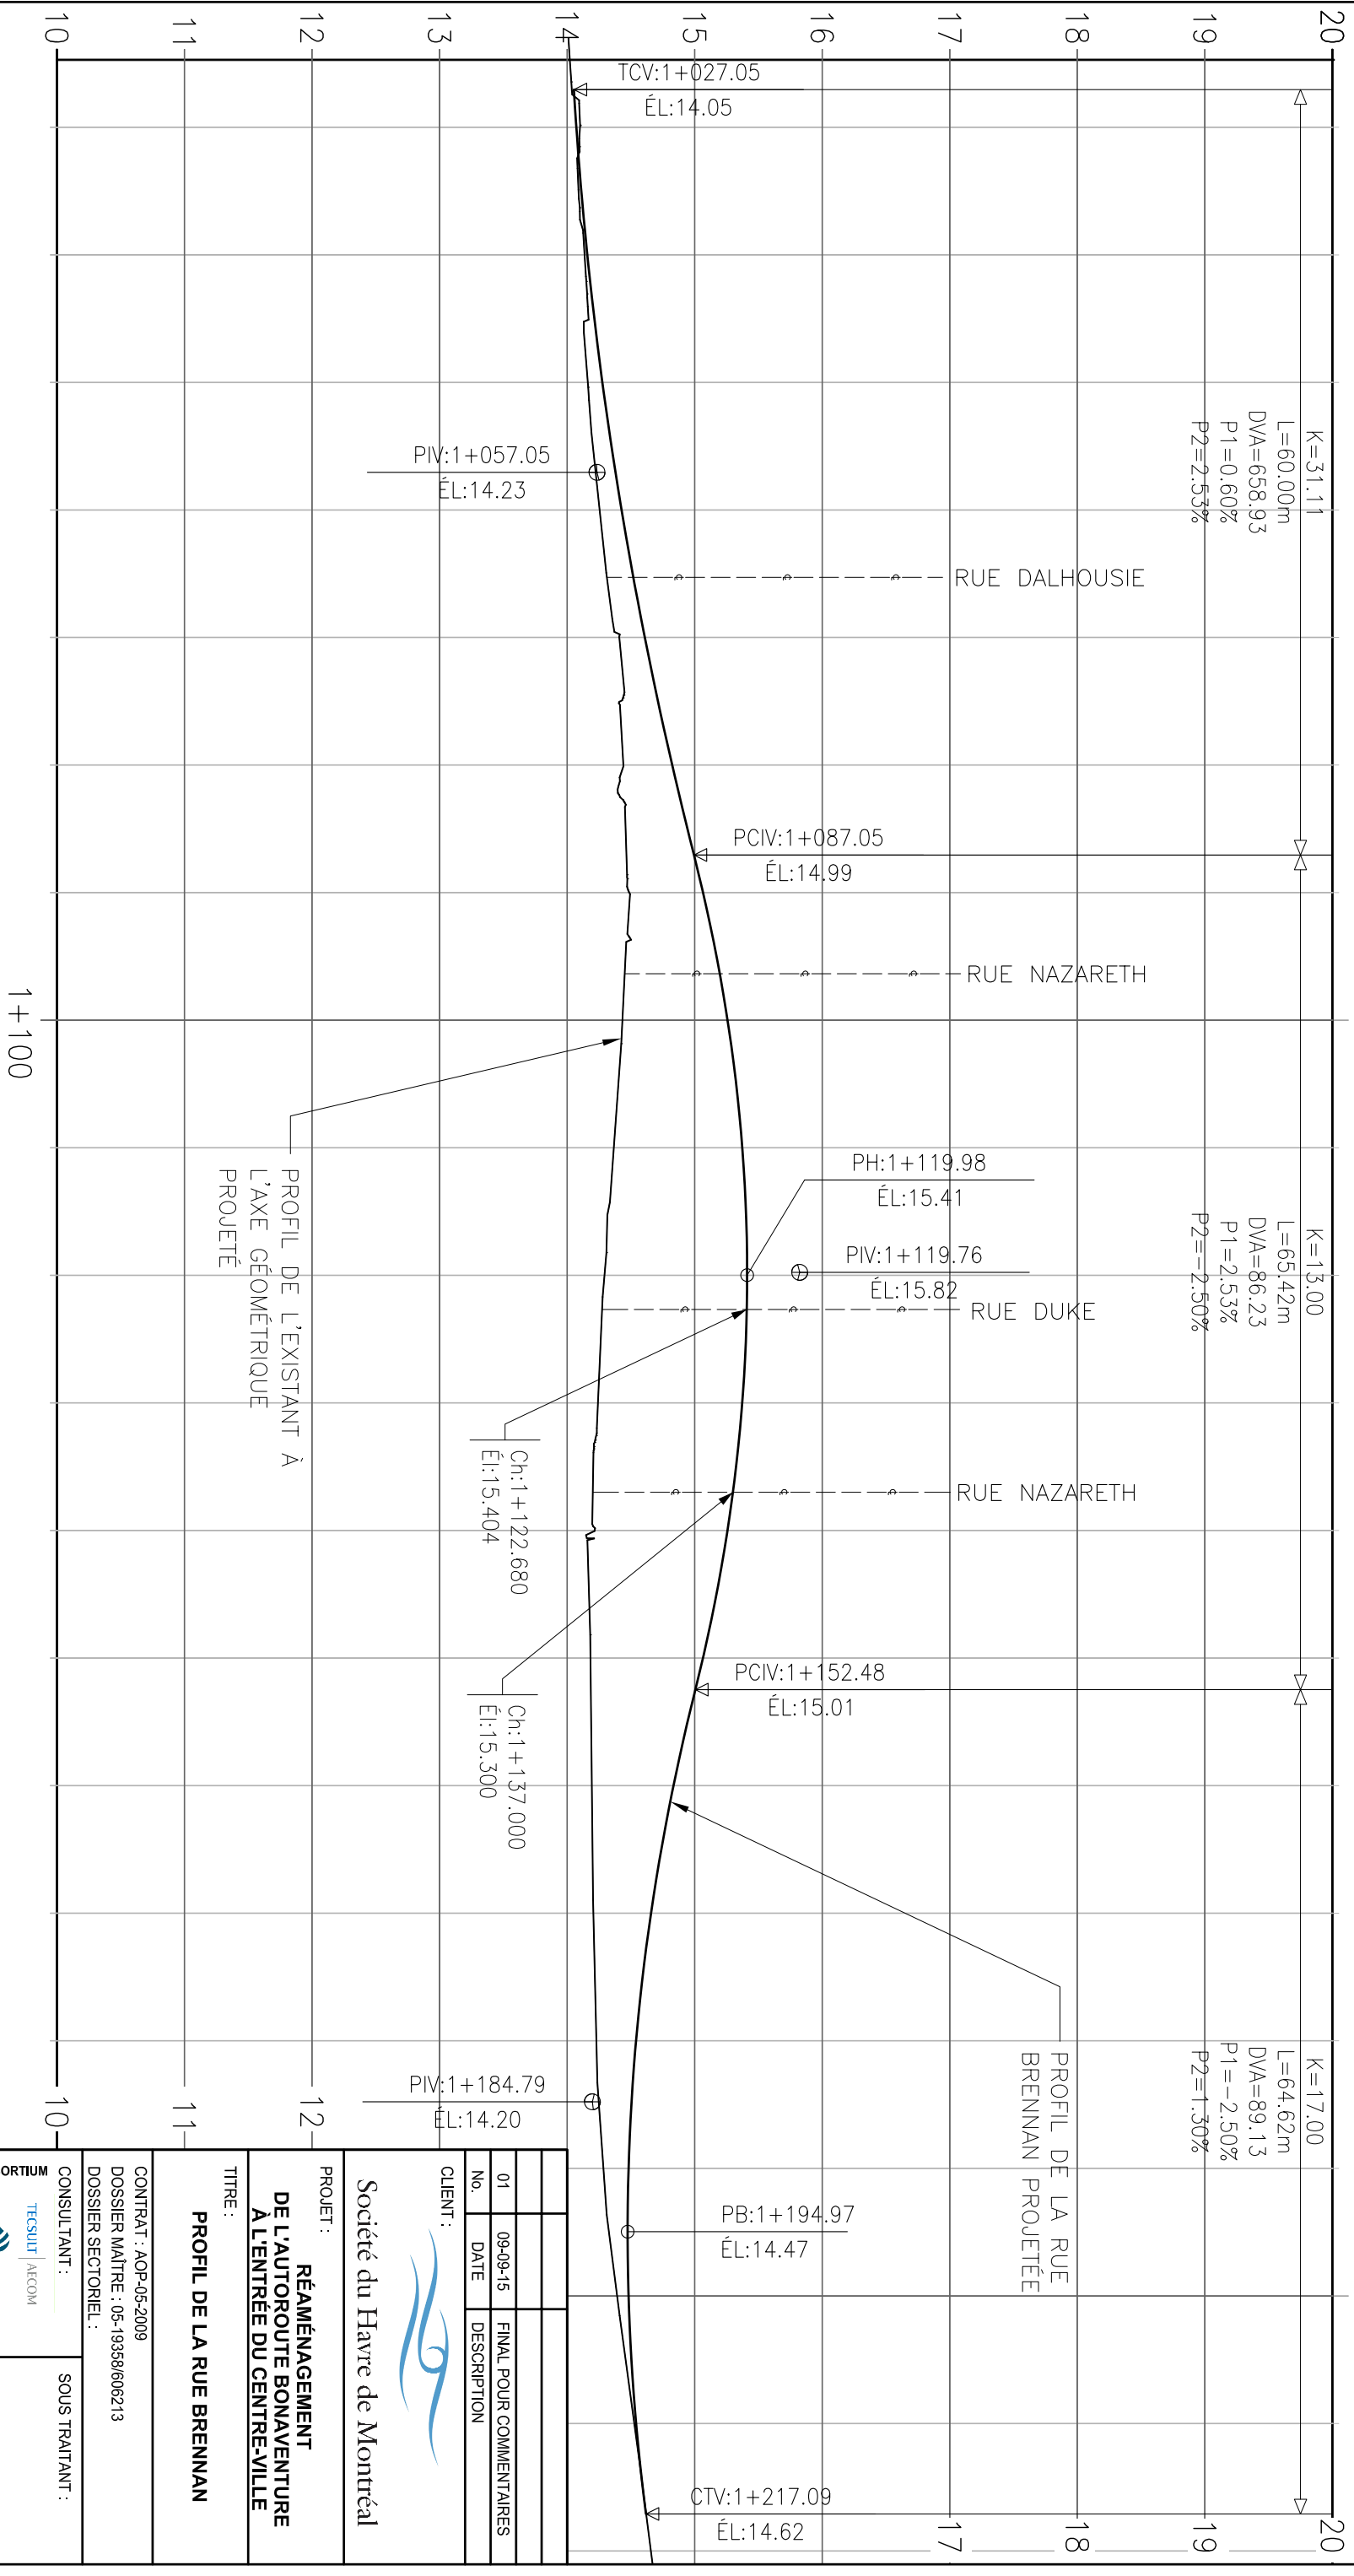 20
19
18
17
16
15
14
13
12
11
10
K=31.11
L=60.00m
DVA=658.93
P1=0.60%
P2=2.53%
K=13.00
L=65.42m
DVA=86.23
P1=2.53%
P2=-2.50%
K=17.00
L=64.62m
DVA=89.13
P1=-2.50%
P2=1.30%
TCV:1+027.05
ÉL:14.05
PIV:1+057.05
ÉL:14.23
RUE DALHOUSIE
PCIV:1+087.05
ÉL:14.99
RUE NAZARETH
PH:1+119.98
ÉL:15.41
PIV:1+119.76
ÉL:15.82
RUE DUKE
RUE NAZARETH
PCIV:1+152.48
ÉL:15.01
PIV:1+184.79
ÉL:14.20
PB:1+194.97
ÉL:14.47
CTV:1+217.09
ÉL:14.62
PROFIL DE LA RUE
BRENNAN PROJETÉE
Ch:1+122.680
Él:15.404
Ch:1+137.000
Él:15.300
PROFIL DE L'EXISTANT À
L'AXE GÉOMÉTRIQUE
PROJETÉ
1+100
20
19
18
17
12
11
10
01 09-09-15 FINAL POUR COMMENTAIRES
No. DATE DESCRIPTION
CLIENT :
Société du Havre de Montréal
PROJET :
RÉAMÉNAGEMENT
DE L'AUTOROUTE BONAVENTURE
À L'ENTRÉE DU CENTRE-VILLE
TITRE :
PROFIL DE LA RUE BRENNAN
CONTRAT : AOP-05-2009
DOSSIER MAÎTRE : 05-19358/606213
DOSSIER SECTORIEL :
CONSULTANT :
SOUS TRAITANT :
ORTIUM
TECSULT AECOM